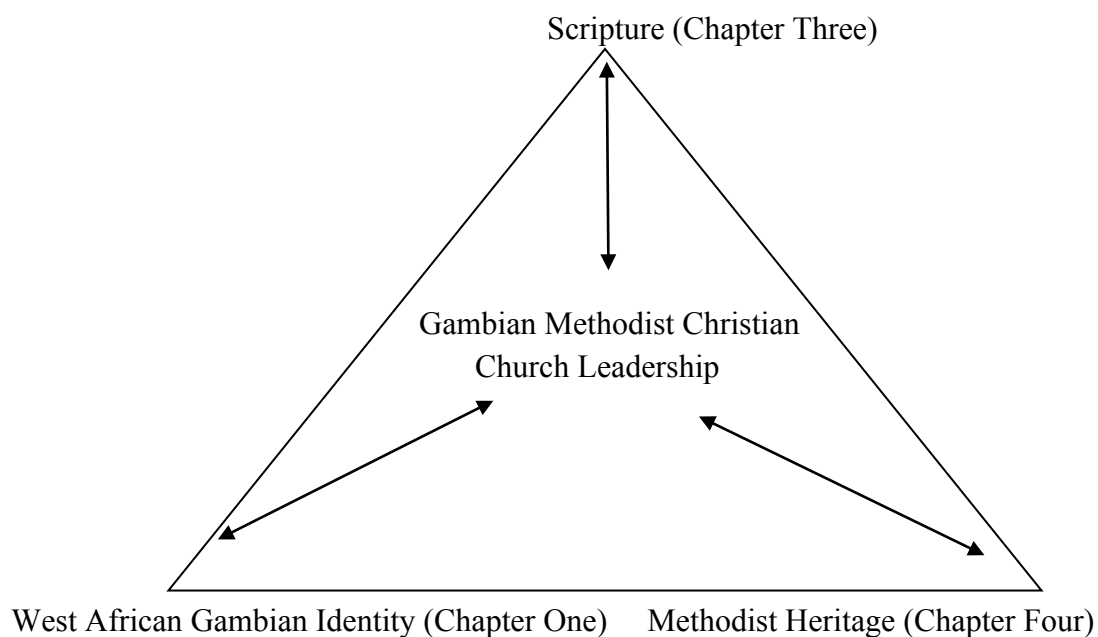 Scripture (Chapter Three)
Gambian Methodist Christian
Church Leadership
West African Gambian Identity (Chapter One) Methodist Heritage (Chapter Four)